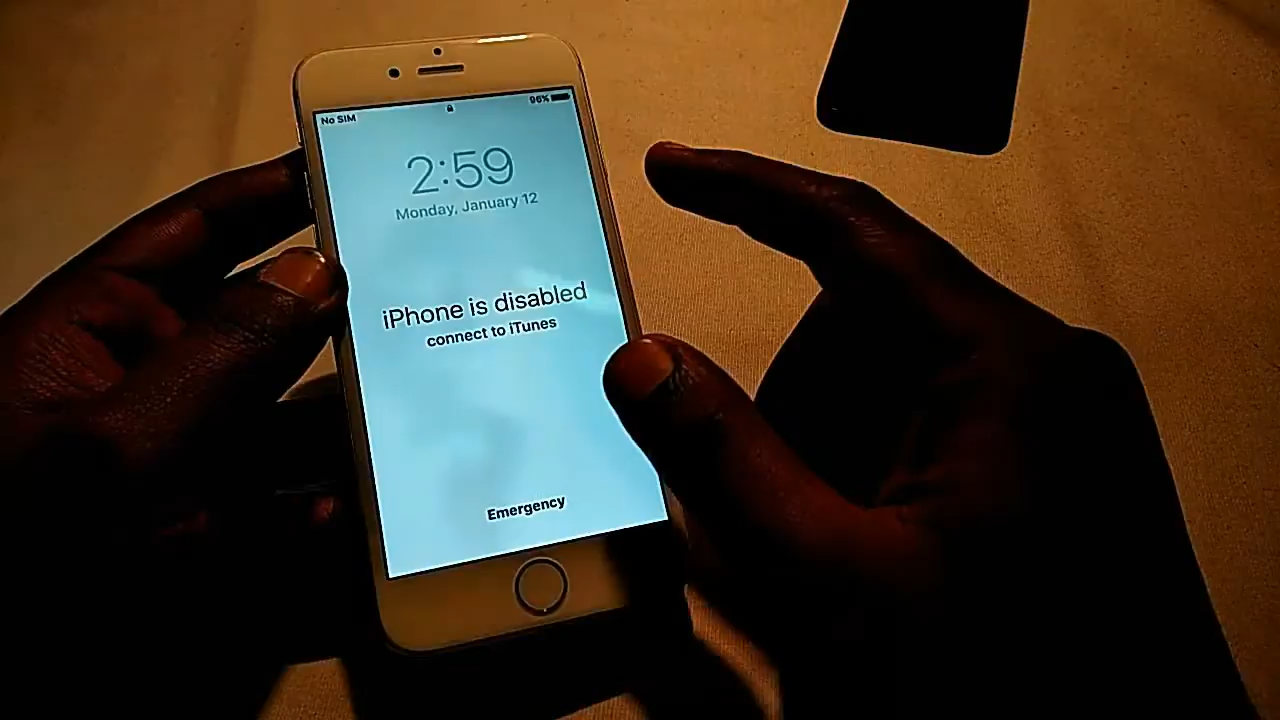 No SIM
96%
2:59
Monday, January 12
iPhone is disabled
connect to iTunes
Emergency